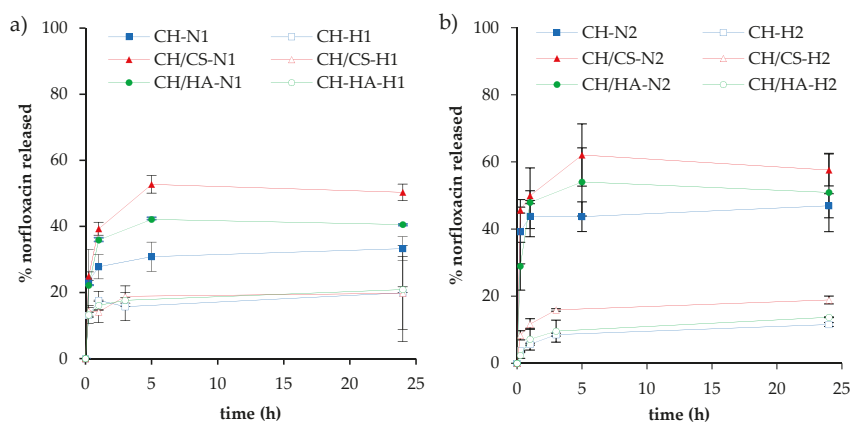 a)
CH-N1
CH-H1
CH/CS-N1
CH/CS-H1
CH/HA-N1
CH-HA-H1
100
80
60
40
20
0
% norfloxacin released
0
5
10
15
20
25
time (h)
b)
CH-N2
CH-H2
CH/CS-N2
CH/CS-H2
CH/HA-N2
CH/HA-H2
100
80
60
40
20
0
% norfloxacin released
0
5
10
15
20
25
time (h)